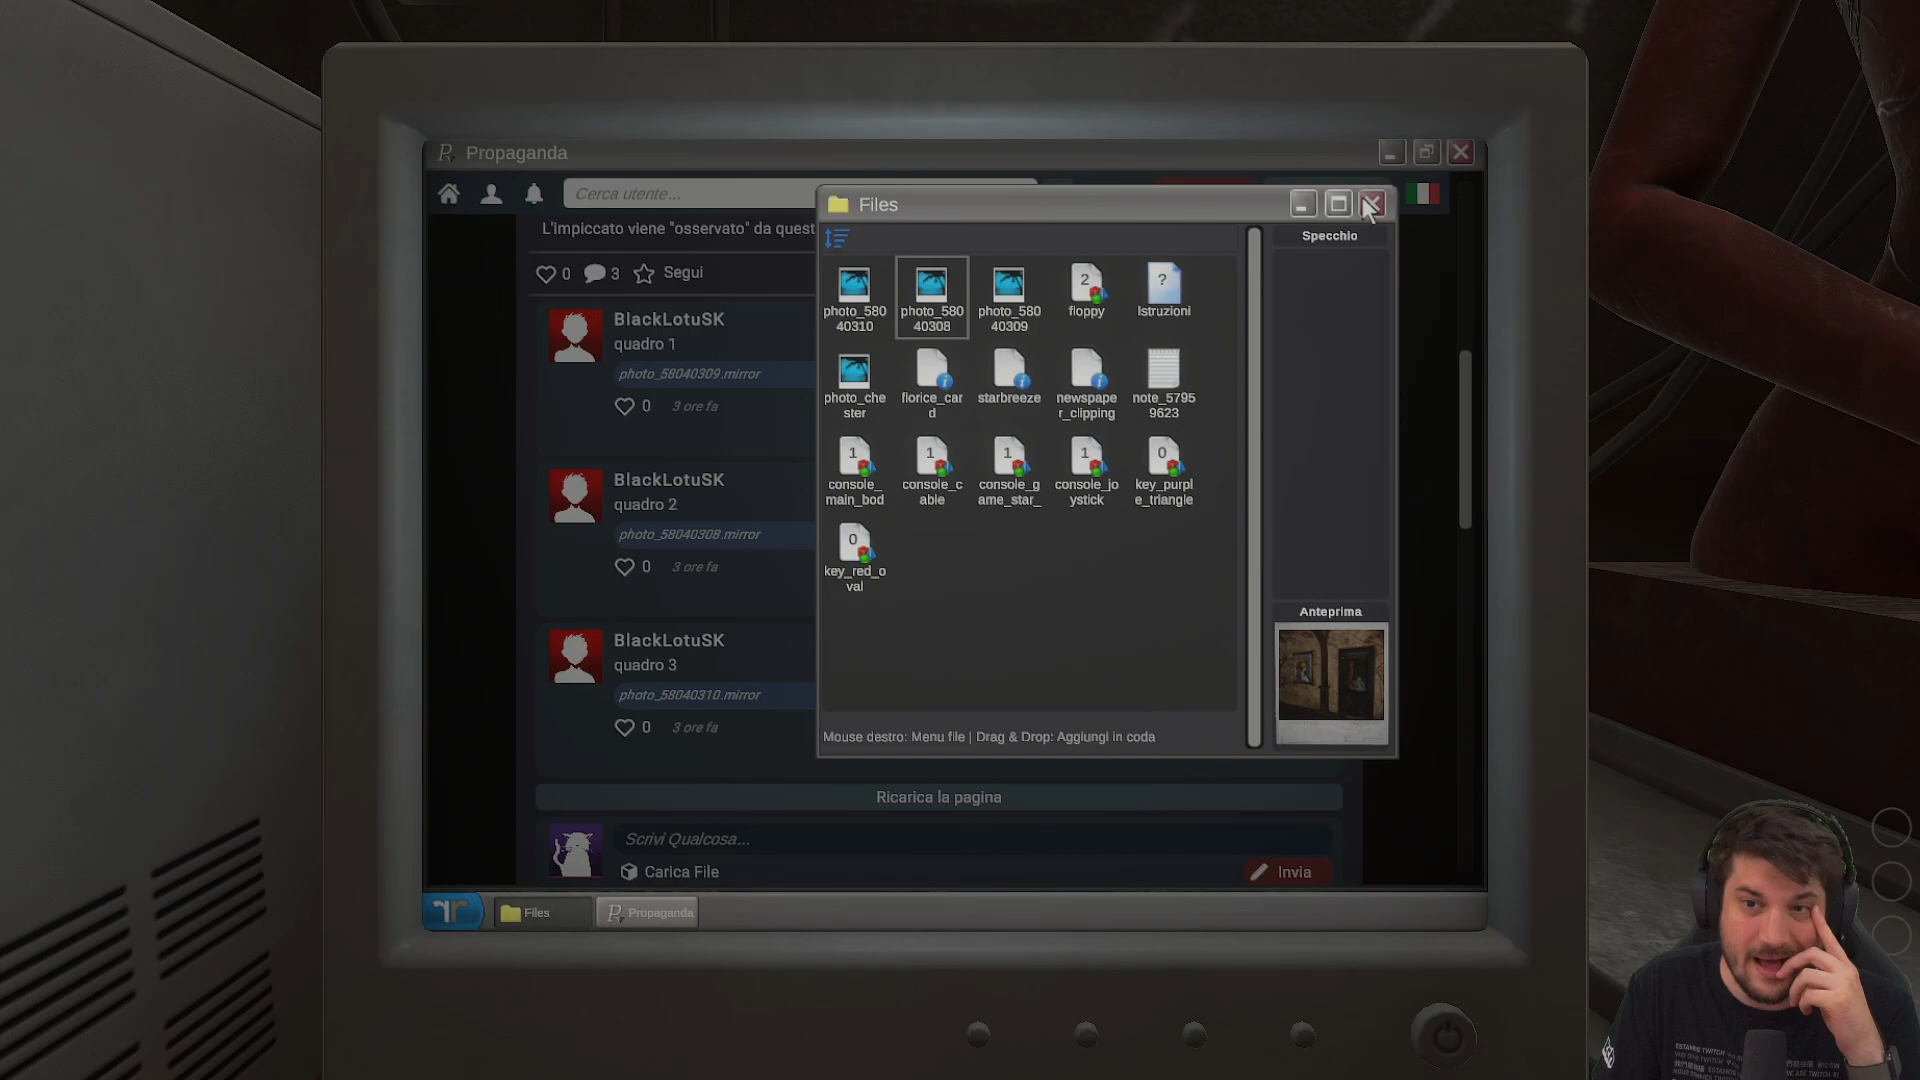 Propaganda
Cerca utente...
L'impiccato viene "osservato" da quest
0 3 Segui
BlackLotuSK
quadro 1
photo_58040309.mirror
0 3 ore fa
BlackLotuSK
quadro 2
photo_58040308.mirror
0 3 ore fa
BlackLotuSK
quadro 3
photo_58040310.mirror
0 3 ore fa
Ricarica la pagina
Scrivi Qualcosa...
Carica File
Invia
Files
Specchio
photo_580
40310
photo_580
40308
photo_580
40309
2
floppy
?
Istruzioni
photo_che
ster
florice_car
d
starbreeze
newspape
r_clipping
note_5795
9623
1
console_
main_bod
1
console_c
able
1
console_g
ame_star_
1
console_jo
ystick
0
key_purpl
e_triangle
0
key_red_o
val
Anteprima
Mouse destro: Menu file | Drag & Drop: Aggiungi in coda
Files
Propaganda